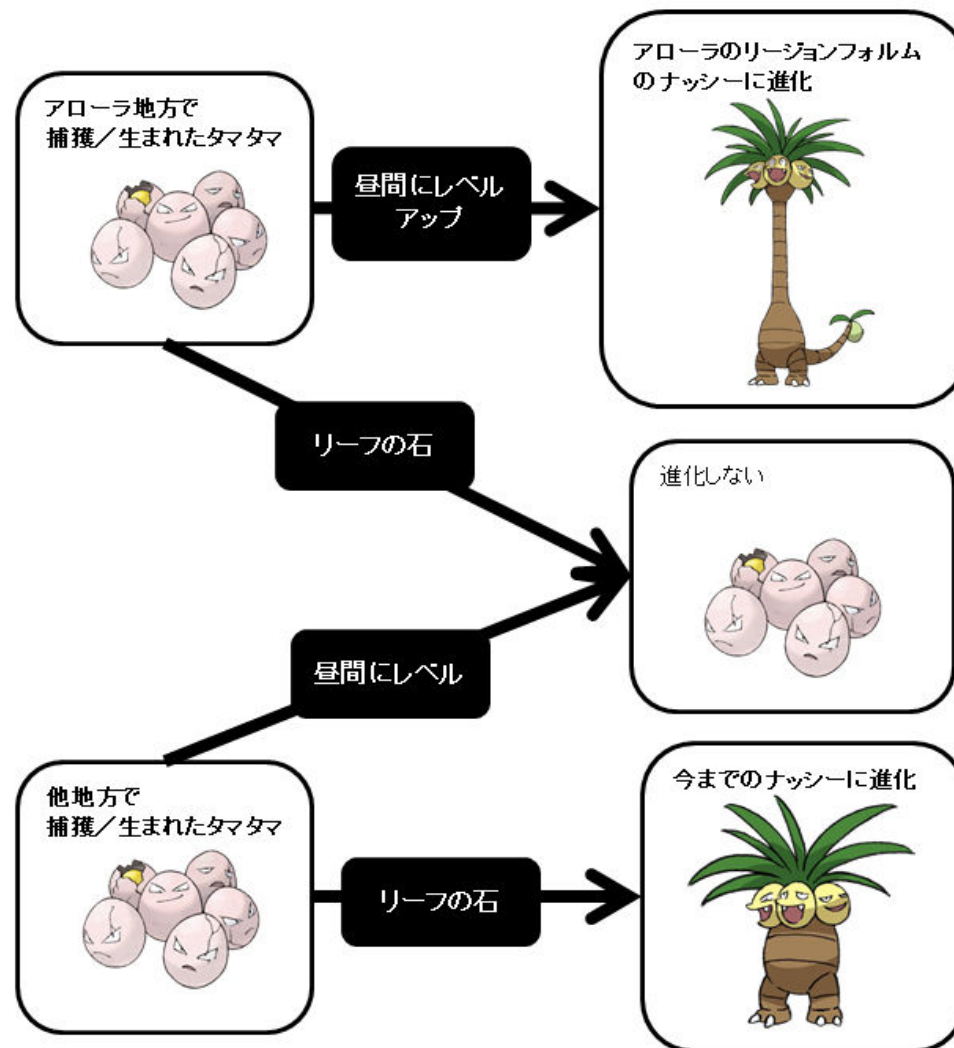 アローラ地方で
捕獲／生まれたタマタマ
昼間にレベル
アップ
アローラのリージョンフォルム
のナッシーに進化
リーフの石
進化しない
昼間にレベル
他地方で
捕獲／生まれたタマタマ
リーフの石
今までのナッシーに進化